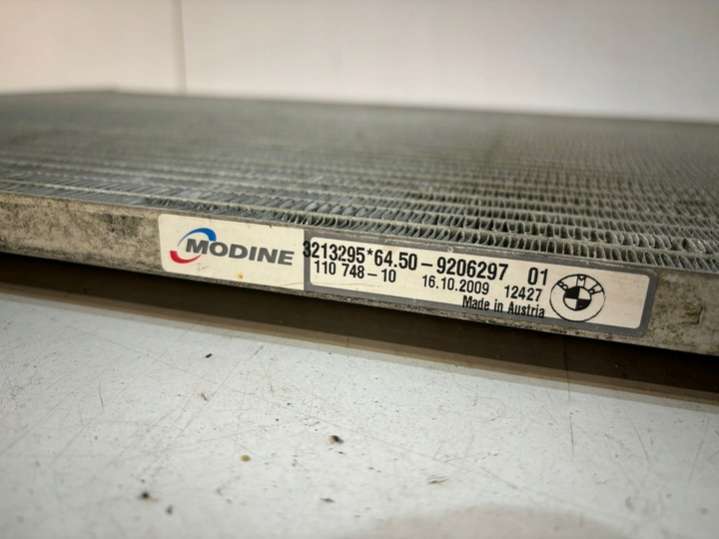 MODINE
3213295*64.50-9206297 01
110 748-10 16.10.2009 12427
Made in Austria
BMW